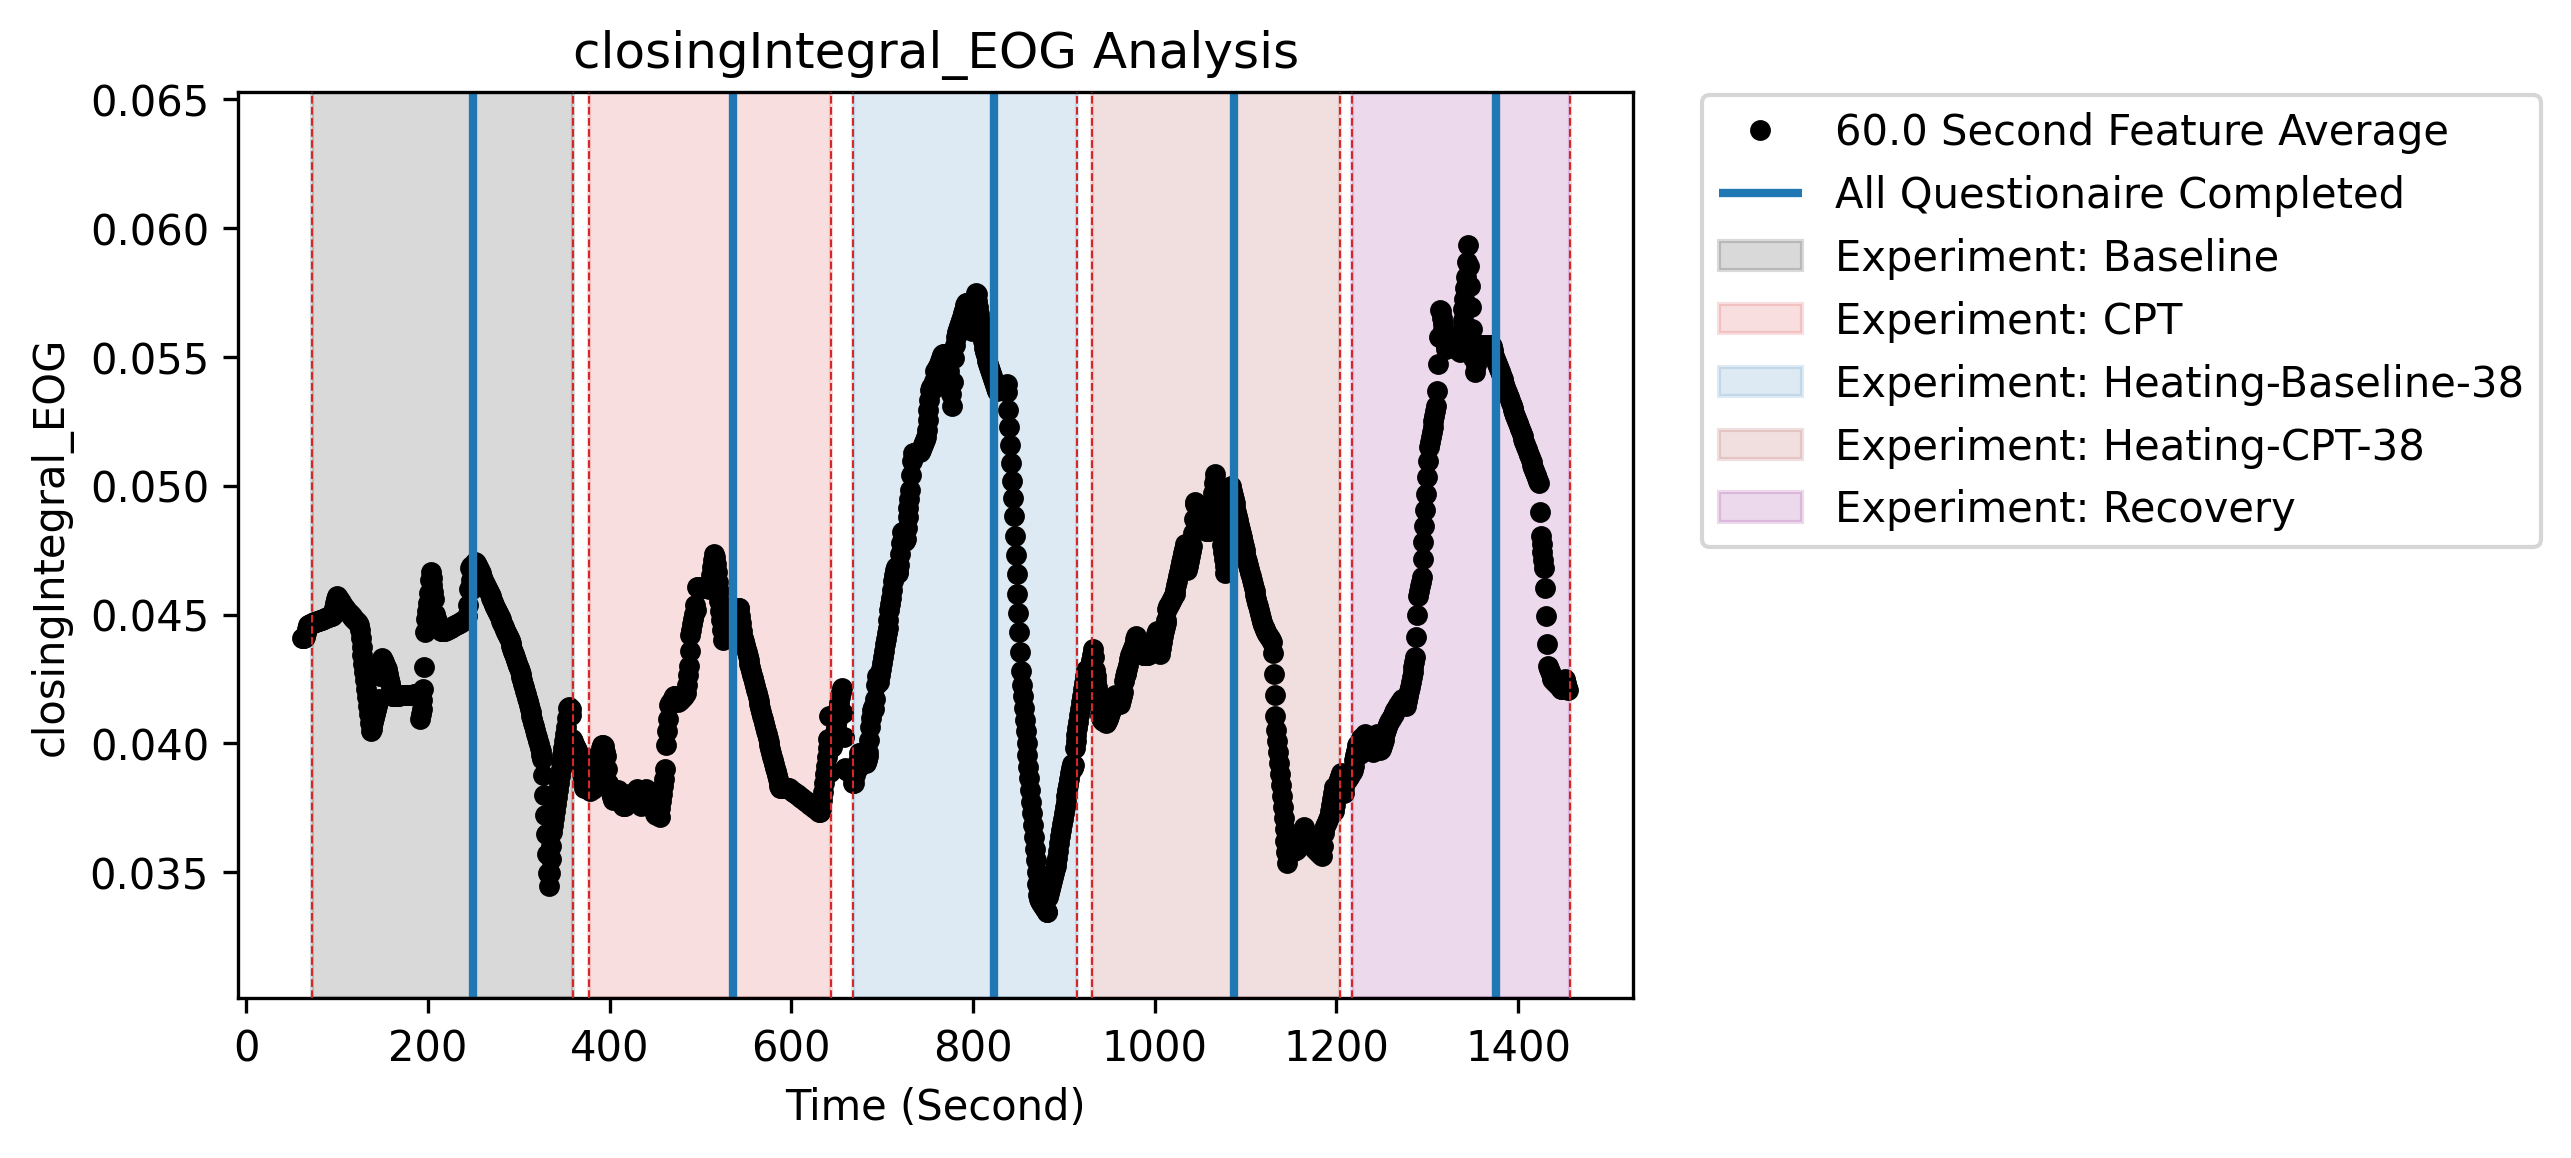 closingIntegral_EOG Analysis
0.065
0.060
0.055
0.050
0.045
0.040
0.035
closingIntegral_EOG
0 200 400 600 800 1000 1200 1400
Time (Second)
60.0 Second Feature Average
All Questionaire Completed
Experiment: Baseline
Experiment: CPT
Experiment: Heating-Baseline-38
Experiment: Heating-CPT-38
Experiment: Recovery